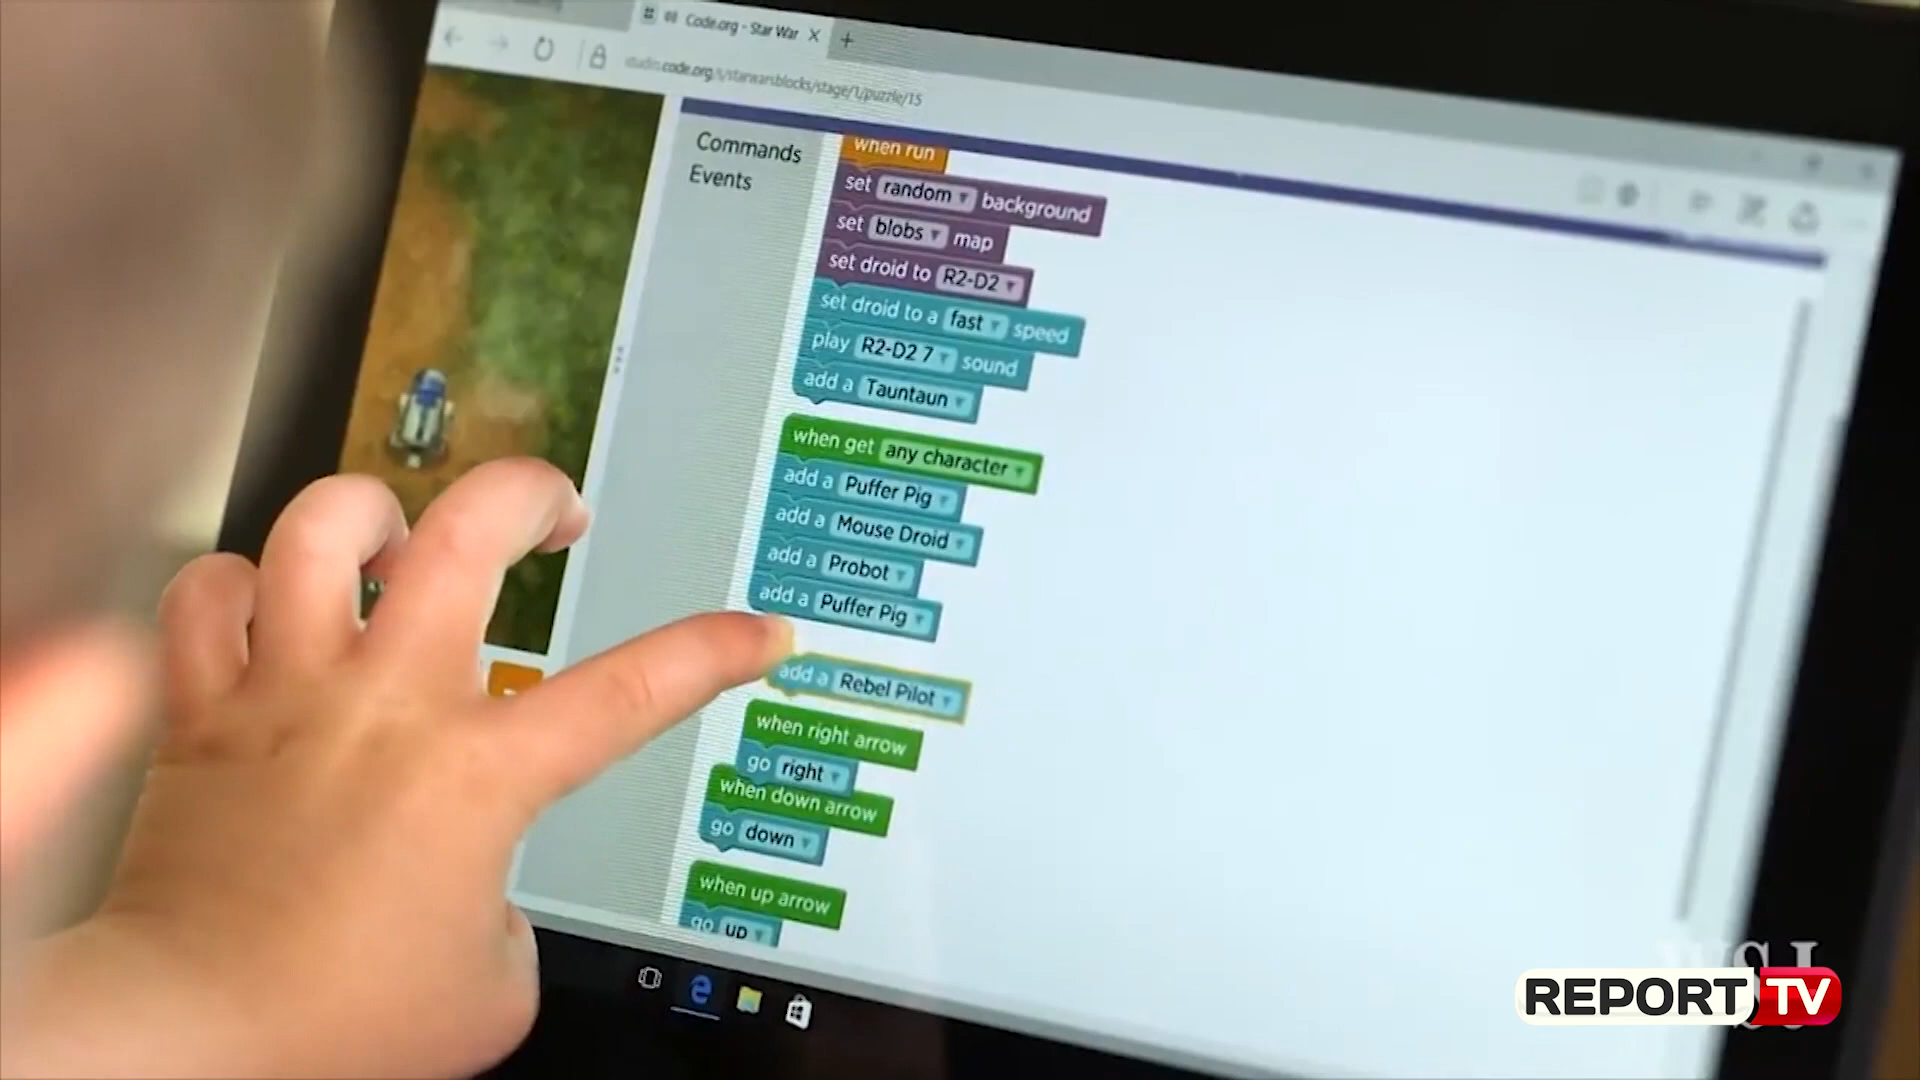 Code.org - Star War
studio.code.org/s/starwarsblocks/stage/1/puzzle/15
Commands
Events
when run
set random background
set blobs map
set droid to R2-D2
set droid to a fast speed
play R2-D2 7 sound
add a Tauntaun
when get any character
add a Puffer Pig
add a Mouse Droid
add a Probot
add a Puffer Pig
add a Rebel Pilot
when right arrow
go right
when down arrow
go down
when up arrow
go up
WSJ
REPORT TV